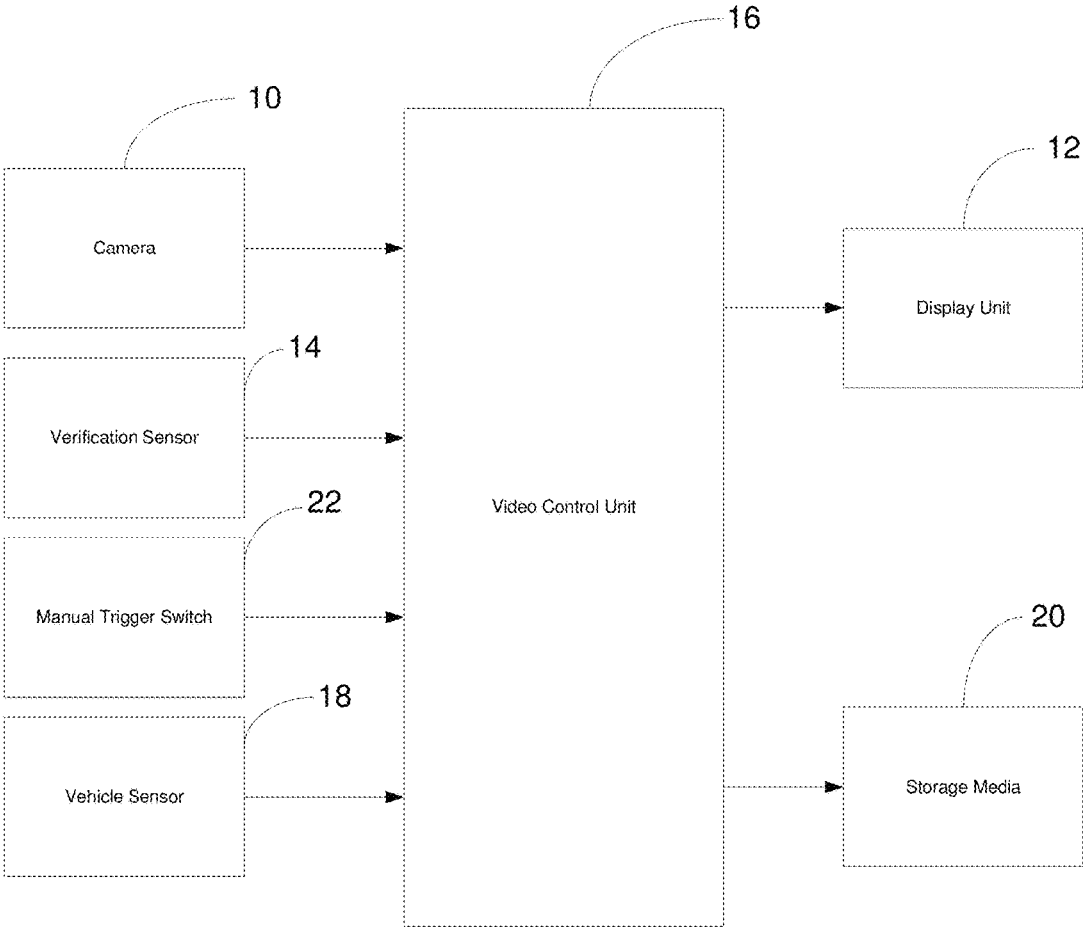 16
10
12
Camera
Display Unit
14
Verification Sensor
22
Video Control Unit
Manual Trigger Switch
20
18
Vehicle Sensor
Storage Media